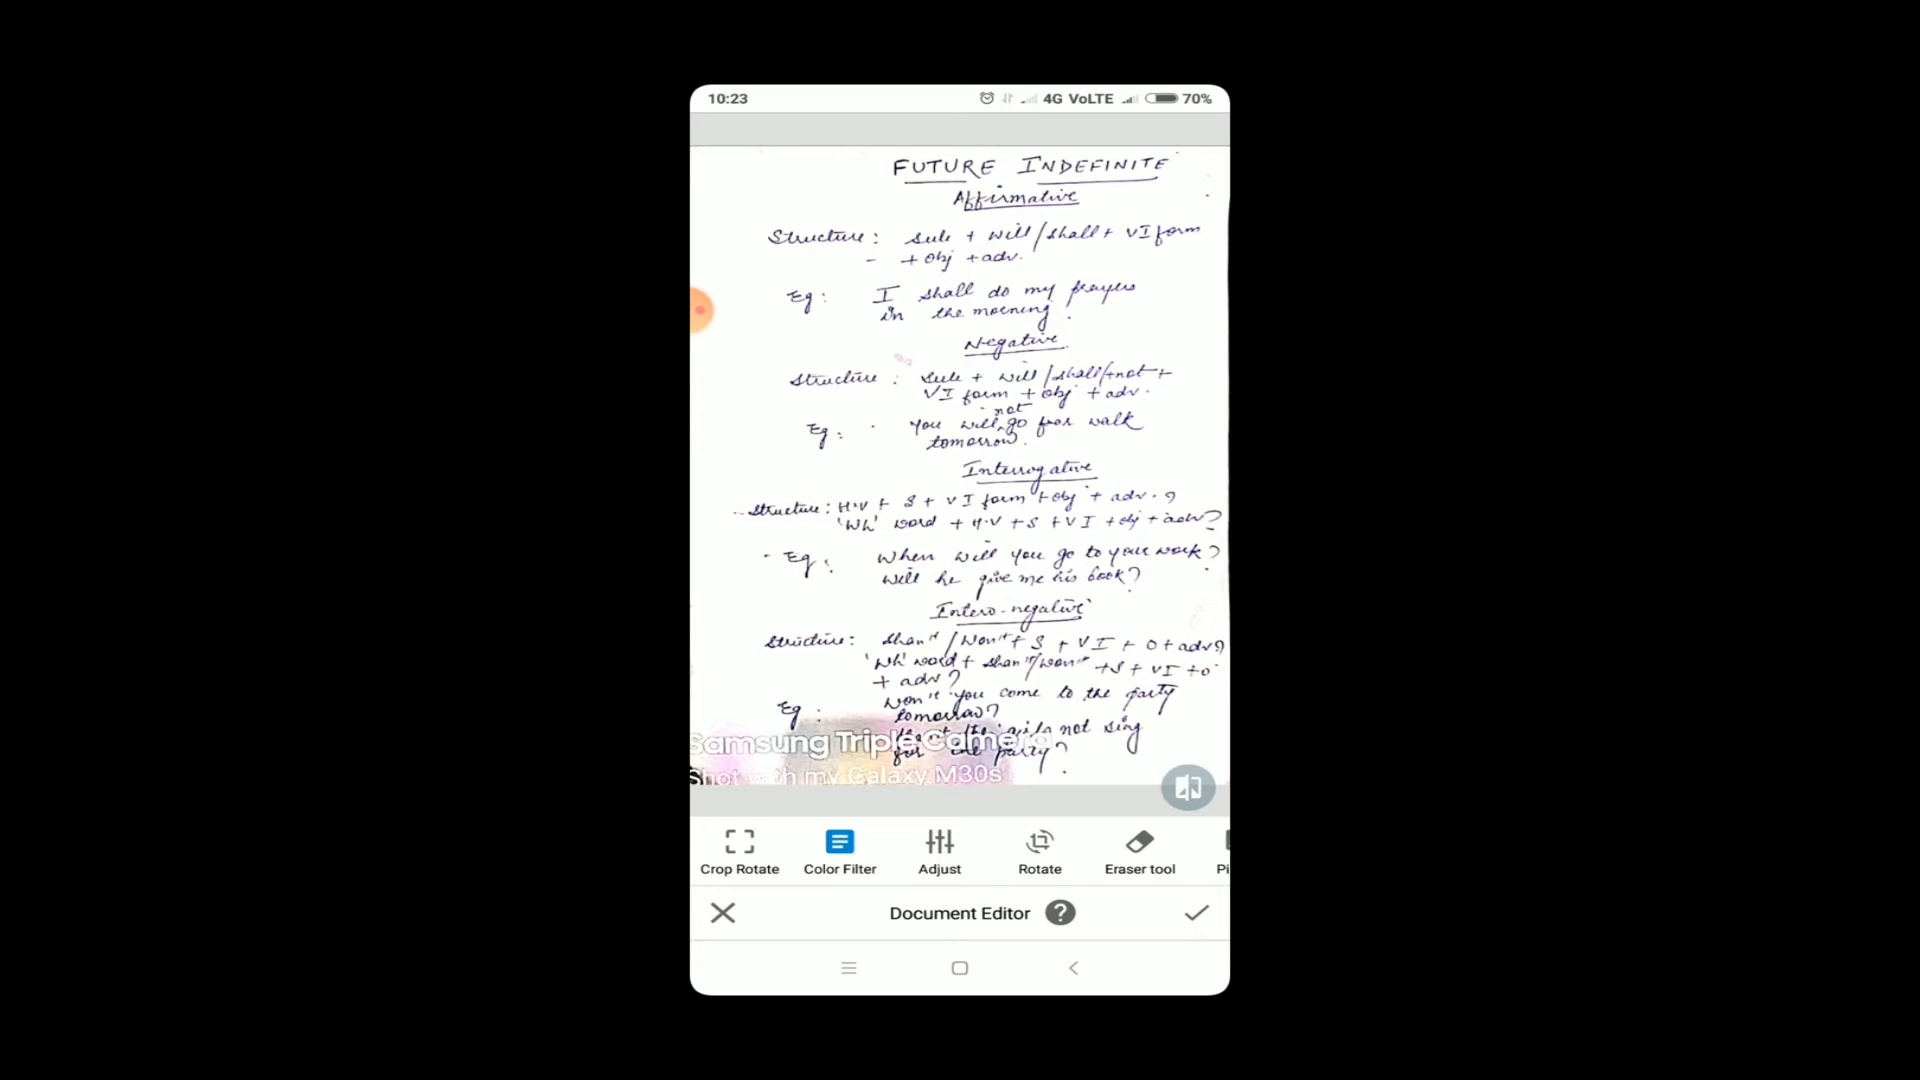 10:23 4G VoLTE 70%
FUTURE INDEFINITE
Affirmative
Structure: Sub + will/shall + VI form
+ obj + adv.
Eg: I shall do my prayers
in the morning.
Negative
Structure: Sub + will/shall/+not +
VI form + obj + adv.
not
Eg: You will go for walk
tomorrow.
Interrogative
Structure: H.V + S + VI form + obj + adv. ?
'Wh' word + H.V + S + VI + obj + adv?
Eg: When will you go to your work?
Will he give me his book?
Intero-negative
Structure: Shan't/Won't + S + VI + O + adv?
'Wh' word + shan't/won't + S + VI + O
+ adv?
Eg: Won't you come to the party
tomorrow?
not sing
for the party?
Samsung Triple Camera
Shot with my Galaxy M30s
Crop Rotate Color Filter Adjust Rotate Eraser tool Pi
Document Editor ?